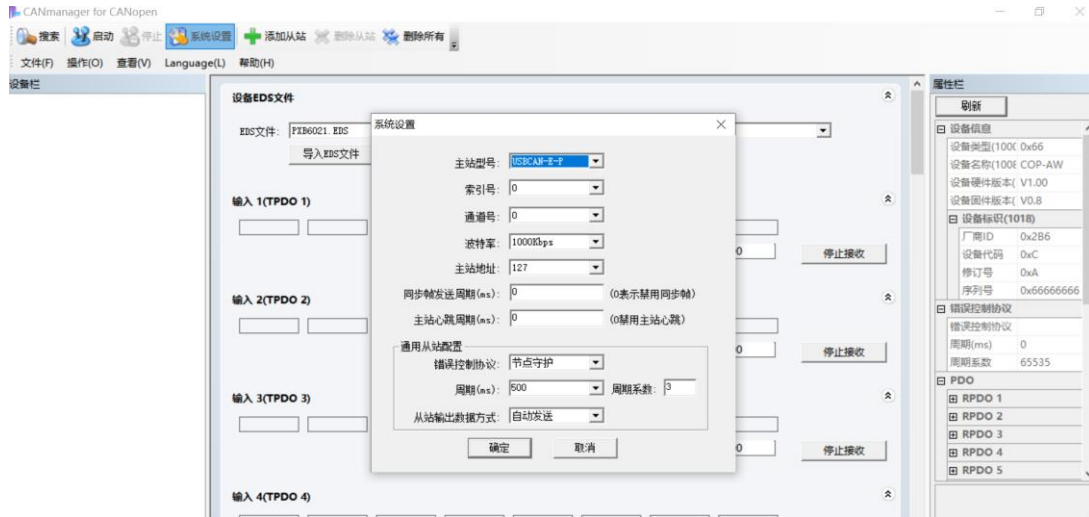 CANmanager for CANopen
搜索 启动 停止 系统设置 添加从站 删除从站 删除所有
文件(F) 操作(O) 查看(V) Language(L) 帮助(H)
设备栏
设备EDS文件
EDS文件: PXB6021.EDS
导入EDS文件
输入 1(TPDO 1)
0 停止接收
输入 2(TPDO 2)
0 停止接收
输入 3(TPDO 3)
0 停止接收
输入 4(TPDO 4)
系统设置
主站型号: USBCAN-E-P
索引号: 0
通道号: 0
波特率: 1000Kbps
主站地址: 127
同步帧发送周期(ms): 0 (0表示禁用同步帧)
主站心跳周期(ms): 0 (0禁用主站心跳)
通用从站配置
错误控制协议: 节点守护
周期(ms): 500 周期系数: 3
从站输出数据方式: 自动发送
确定 取消
属性栏
刷新
设备信息
设备类型(100( 0x66
设备名称(1008 COP-AW
设备硬件版本( V1.00
设备固件版本( V0.8
设备标识(1018)
厂商ID 0x2B6
设备代码 0xC
修订号 0xA
序列号 0x66666666
错误控制协议
错误控制协议
周期(ms) 0
周期系数 65535
PDO
RPDO 1
RPDO 2
RPDO 3
RPDO 4
RPDO 5